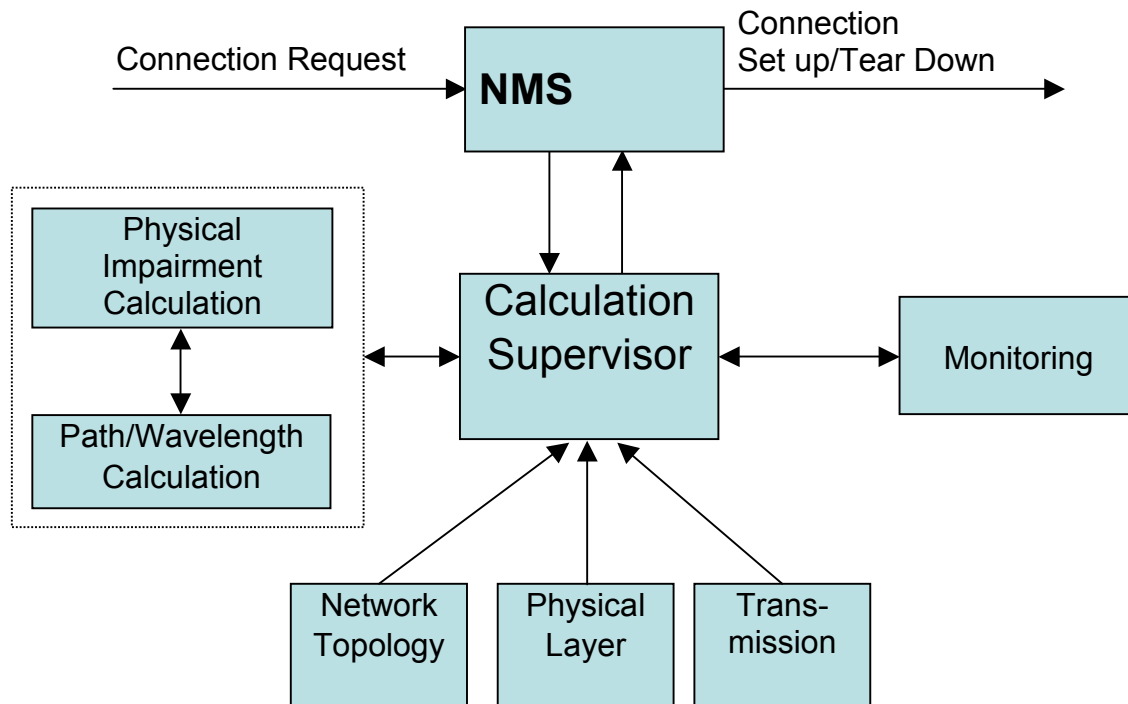 Connection Request
NMS
Connection
Set up/Tear Down
Physical
Impairment
Calculation
Path/Wavelength
Calculation
Calculation
Supervisor
Monitoring
Network
Topology
Physical
Layer
Trans-
mission